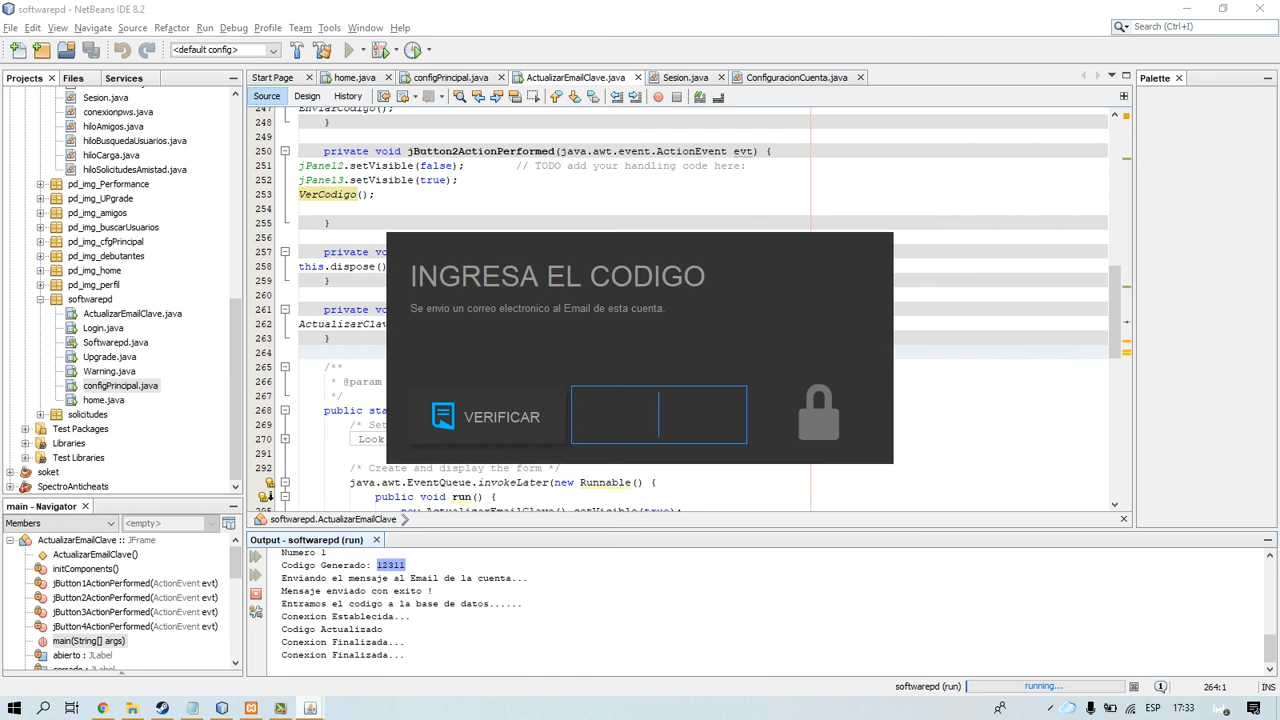 softwarepd - NetBeans IDE 8.2
File Edit View Navigate Source Refactor Run Debug Profile Team Tools Window Help
Search (Ctrl+I)
<default config>
Projects Files Services
Start Page home.java configPrincipal.java ActualizarEmailClave.java Sesion.java ConfiguracionCuenta.java
Palette
Source Design History
Sesion.java
conexionpws.java
hiloAmigos.java
hiloBusquedaUsuarios.java
hiloCarga.java
hiloSolicitudesAmistad.java
pd_img_Performance
pd_img_UPgrade
pd_img_amigos
pd_img_buscarUsuarios
pd_img_cfgPrincipal
pd_img_debutantes
pd_img_home
pd_img_perfil
softwarepd
ActualizarEmailClave.java
Login.java
Softwarepd.java
Upgrade.java
Warning.java
configPrincipal.java
home.java
solicitudes
Test Packages
Libraries
Test Libraries
soket
SpectroAnticheats
247 EnviarCodigo();
248 }
249
250 private void jButton2ActionPerformed(java.awt.event.ActionEvent evt) {
251 jPanel2.setVisible(false); // TODO add your handling code here:
252 jPanel3.setVisible(true);
253 VerCodigo();
254
255 }
256
257 private vo
258 this.dispose()
259 }
260
261 private vo
262 ActualizarClav
263 }
264
265 /**
266 * @param
267 */
268 public sta
269 /* Set
270 Look
291
292 /* Create and display the form */
java.awt.EventQueue.invokeLater(new Runnable() {
public void run() {
new ActualizarEmailClave().setVisible(true);
INGRESA EL CODIGO
Se envio un correo electronico al Email de esta cuenta.
VERIFICAR
softwarepd.ActualizarEmailClave
main - Navigator
Members <empty>
ActualizarEmailClave :: JFrame
ActualizarEmailClave()
initComponents()
jButton1ActionPerformed(ActionEvent evt)
jButton2ActionPerformed(ActionEvent evt)
jButton3ActionPerformed(ActionEvent evt)
jButton4ActionPerformed(ActionEvent evt)
main(String[] args)
abierto : JLabel
cerrado : JLabel
Output - softwarepd (run)
Numero 1
Codigo Generado: 12311
Enviando el mensaje al Email de la cuenta...
Mensaje enviado con exito !
Entramos el codigo a la base de datos......
Conexion Establecida...
Codigo Actualizado
Conexion Finalizada...
Conexion Finalizada...
softwarepd (run) running... 264:1 INS
ESP 17:33